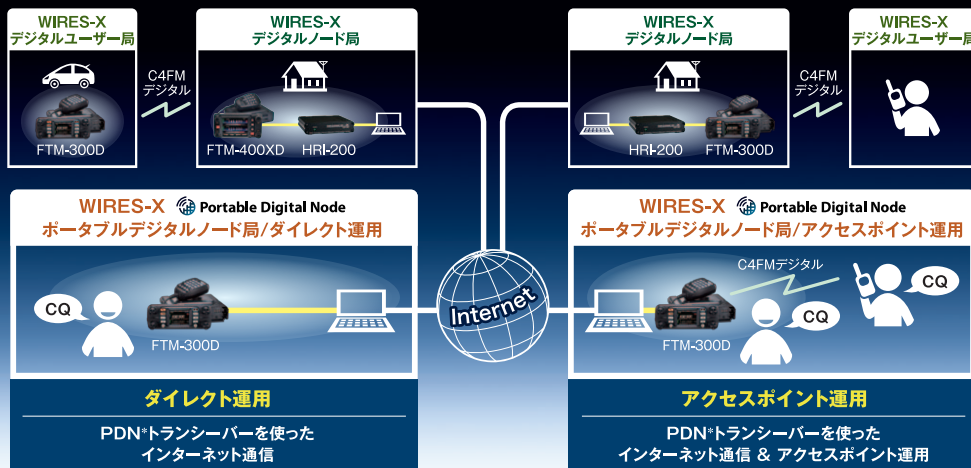 WIRES-X
デジタルユーザー局
C4FM
デジタル
FTM-300D
WIRES-X
デジタルノード局
FTM-400XD
HRI-200
WIRES-X
デジタルノード局
HRI-200
FTM-300D
C4FM
デジタル
WIRES-X
デジタルユーザー局
WIRES-X Portable Digital Node
ポータブルデジタルノード局/ダイレクト運用
CQ
FTM-300D
ダイレクト運用
PDN*トランシーバーを使った
インターネット通信
Internet
WIRES-X Portable Digital Node
ポータブルデジタルノード局/アクセスポイント運用
C4FMデジタル
CQ
CQ
FTM-300D
アクセスポイント運用
PDN*トランシーバーを使った
インターネット通信 & アクセスポイント運用